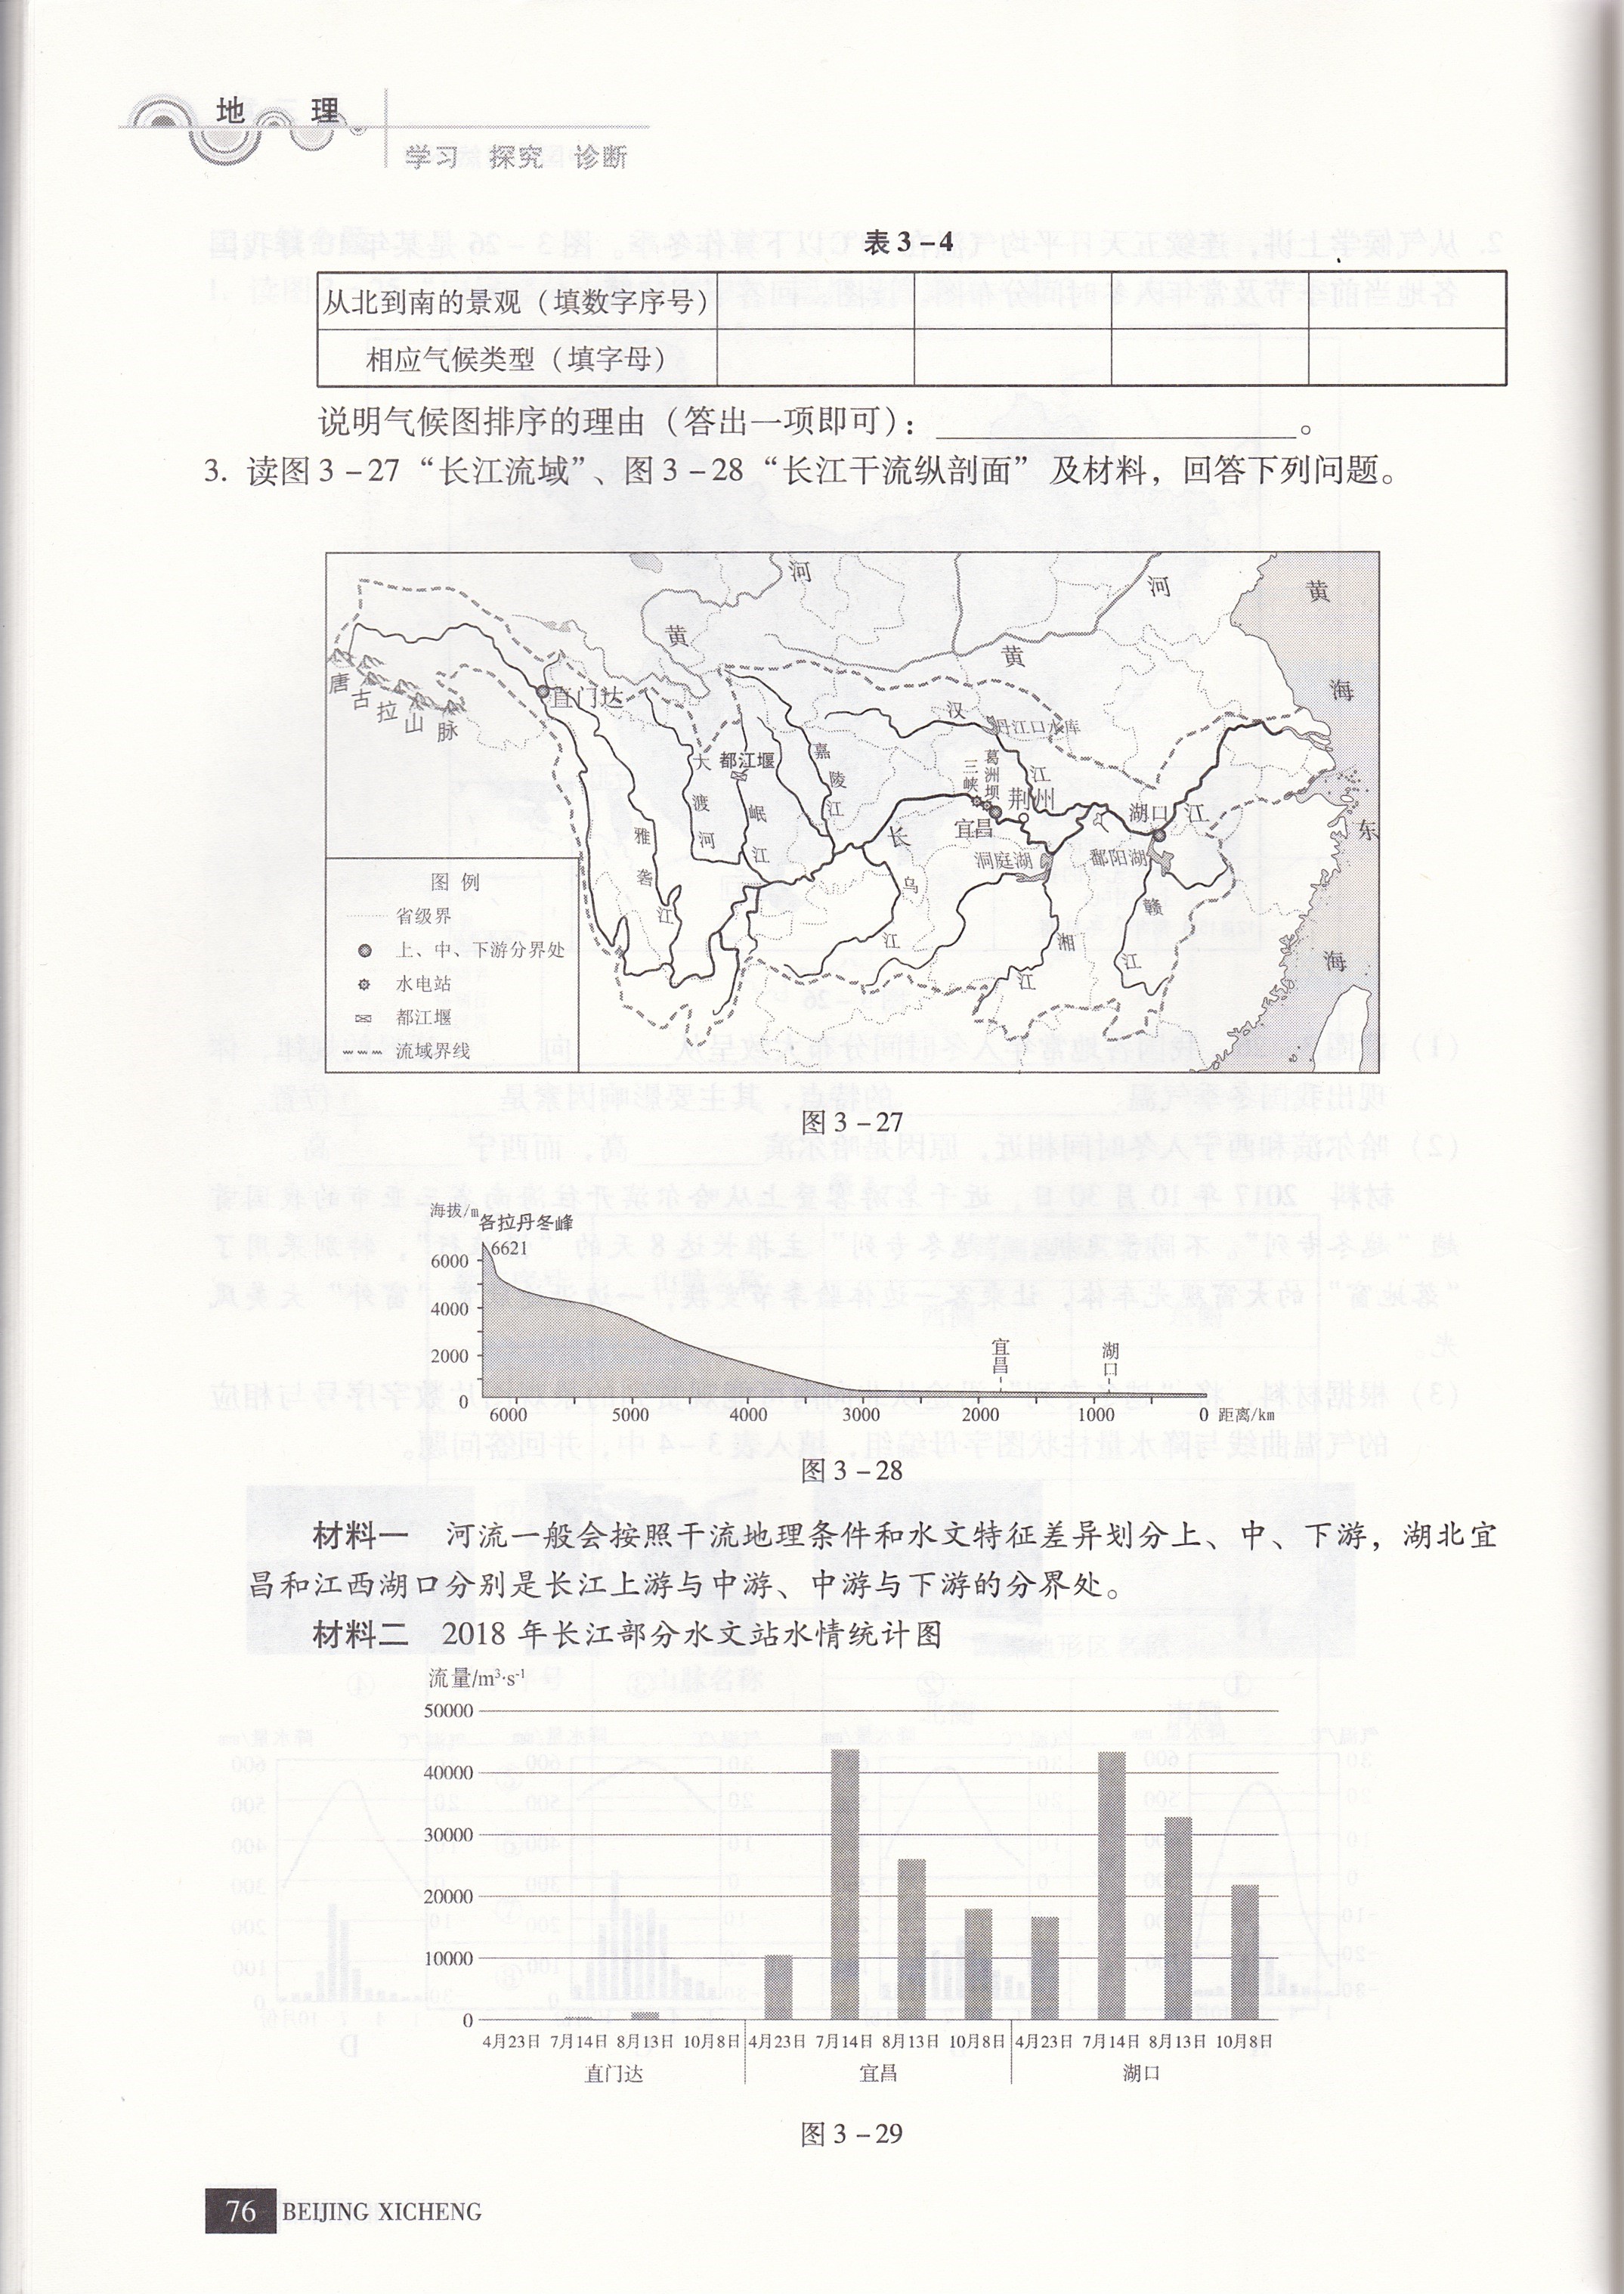 地 理
学习 探究 诊断
表3-4
从北到南的景观（填数字序号）
相应气候类型（填字母）
说明气候图排序的理由（答出一项即可）：____________。
3. 读图3-27“长江流域”、图3-28“长江干流纵剖面”及材料，回答下列问题。
河
河
黄
黄
黄
海
唐古拉山脉
直门达
汉
丹江口水库
江
大渡河
都江堰
岷江
嘉陵江
三峡
葛洲坝
荆州
宜昌
湖口
江
长
东
洞庭湖
鄱阳湖
雅砻江
乌江
湘江
赣江
海
图 例
省级界
上、中、下游分界处
水电站
都江堰
流域界线
图3-27
海拔/m
各拉丹冬峰
6621
6000
4000
2000
0
宜昌
湖口
6000 5000 4000 3000 2000 1000 0 距离/km
图3-28
材料一 河流一般会按照干流地理条件和水文特征差异划分上、中、下游，湖北宜
昌和江西湖口分别是长江上游与中游、中游与下游的分界处。
材料二 2018年长江部分水文站水情统计图
流量/m³·s⁻¹
50000
40000
30000
20000
10000
0
4月23日 7月14日 8月13日 10月8日 4月23日 7月14日 8月13日 10月8日 4月23日 7月14日 8月13日 10月8日
直门达 宜昌 湖口
图3-29
76 BEIJING XICHENG